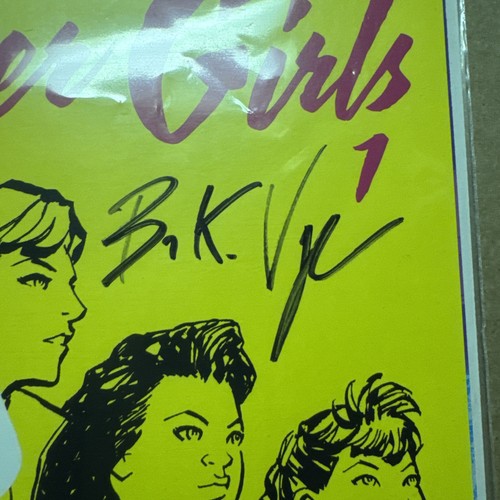 er Girls
1
B K. V